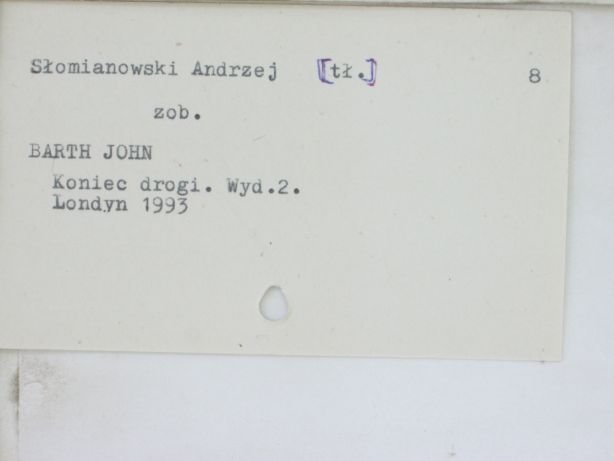 Słomianowski Andrzej [tł.] 8
zob.
BARTH JOHN
Koniec drogi. Wyd.2.
Londyn 1993